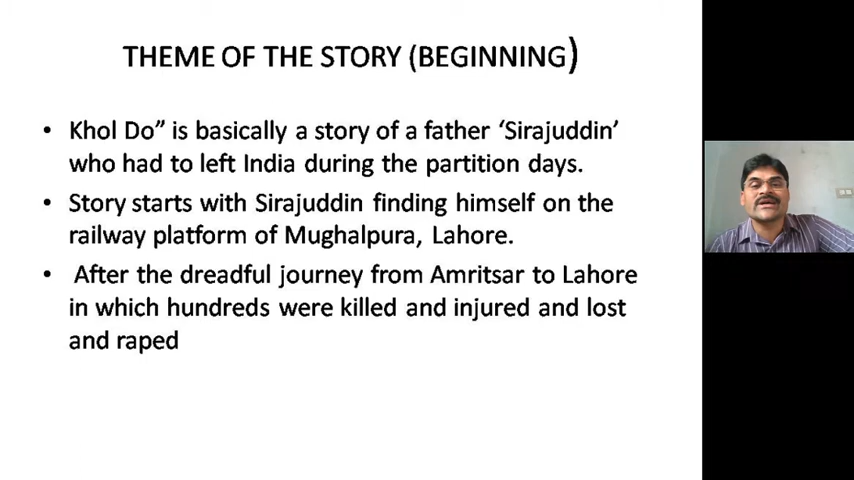 THEME OF THE STORY (BEGINNING)
• Khol Do” is basically a story of a father ‘Sirajuddin’
who had to left India during the partition days.
• Story starts with Sirajuddin finding himself on the
railway platform of Mughalpura, Lahore.
• After the dreadful journey from Amritsar to Lahore
in which hundreds were killed and injured and lost
and raped